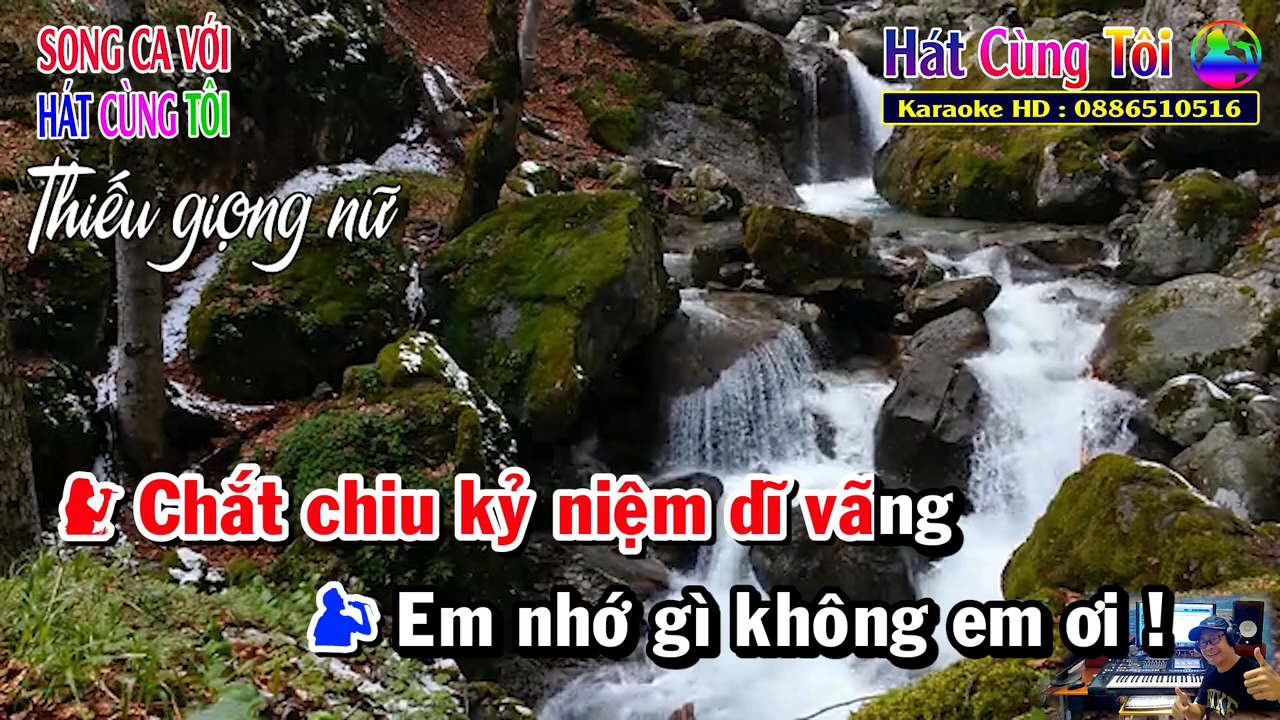 SONG CA VỚI
HÁT CÙNG TÔI
Thiếu giọng nữ
Hát Cùng Tôi
Karaoke HD : 0886510516
Chắt chiu kỷ niệm dĩ vãng
Em nhớ gì không em ơi !